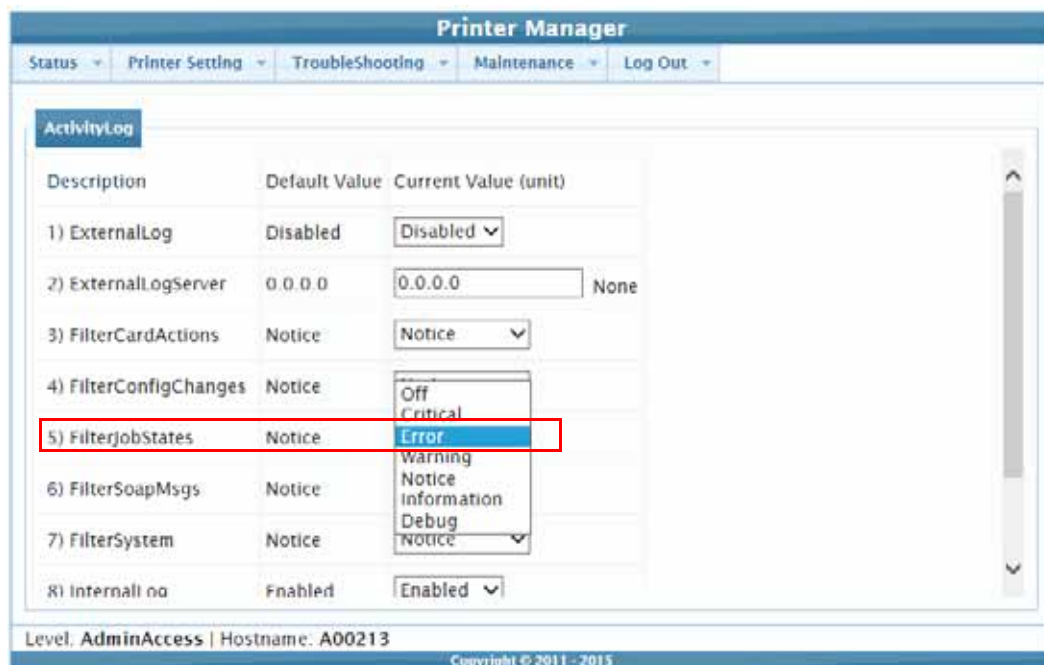 Printer Manager
Status Printer Setting TroubleShooting Maintenance Log Out
ActivityLog
Description Default Value Current Value (unit)
1) ExternalLog Disabled Disabled
2) ExternalLogServer 0.0.0.0 0.0.0.0 None
3) FilterCardActions Notice Notice
4) FilterConfigChanges Notice
Off
Critical
5) FilterJobStates Notice Error
Warning
Notice
6) FilterSoapMsgs Notice
Information
Debug
7) FilterSystem Notice Notice
8) InternalLog Enabled Enabled
Level: AdminAccess | Hostname: A00213
Copyright © 2011 - 2015